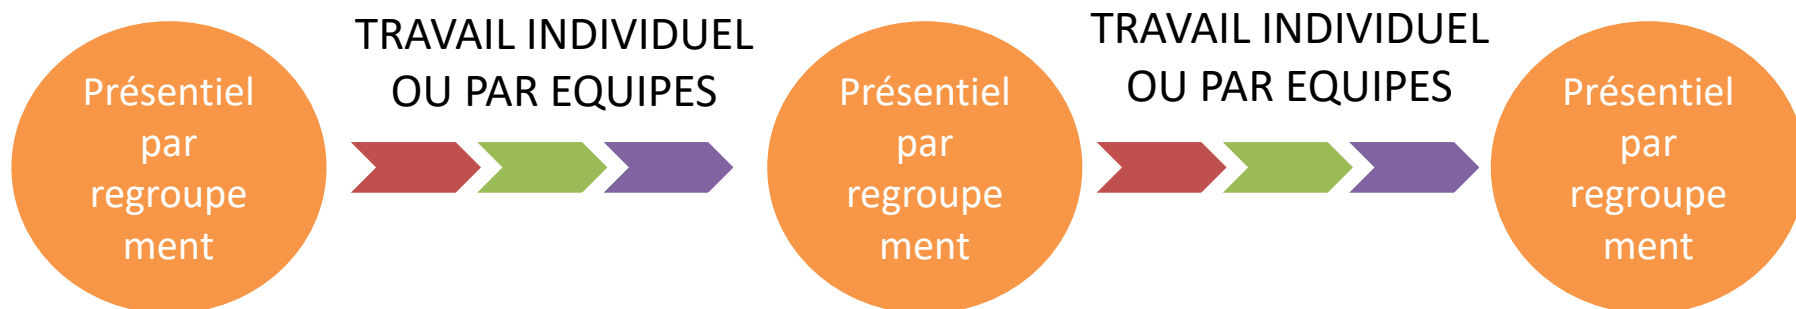 Présentiel
par
regroupe
ment
TRAVAIL INDIVIDUEL
OU PAR EQUIPES
Présentiel
par
regroupe
ment
TRAVAIL INDIVIDUEL
OU PAR EQUIPES
Présentiel
par
regroupe
ment